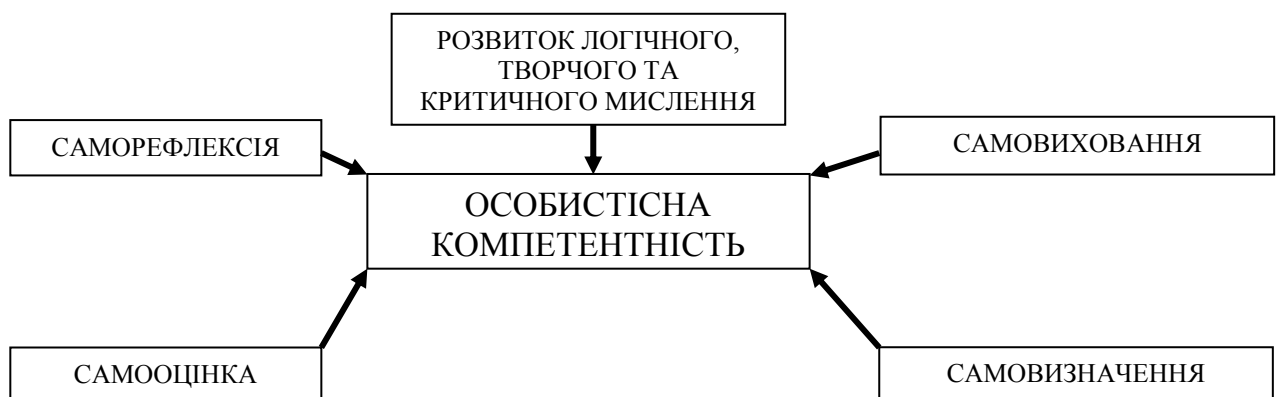 РОЗВИТОК ЛОГІЧНОГО,
ТВОРЧОГО ТА
КРИТИЧНОГО МИСЛЕННЯ
САМОРЕФЛЕКСІЯ
САМОВИХОВАННЯ
ОСОБИСТІСНА
КОМПЕТЕНТНІСТЬ
САМООЦІНКА
САМОВИЗНАЧЕННЯ